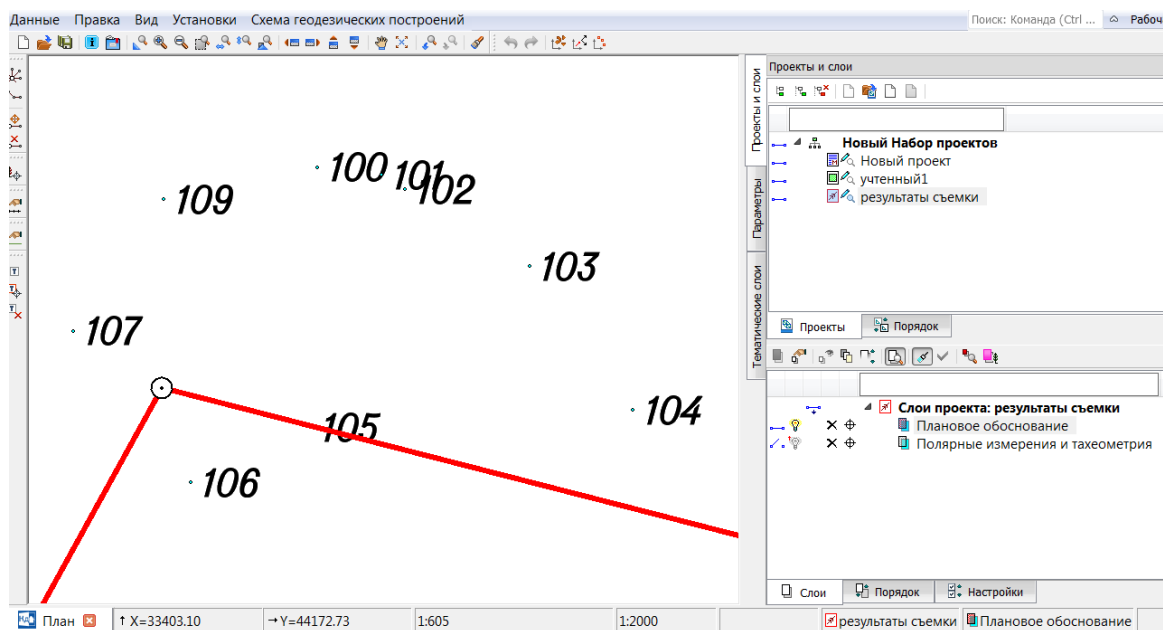 Данные Правка Вид Установки Схема геодезических построений
Поиск: Команда (Ctrl ...
Рабоч
Проекты и слои
Параметры
Тематические слои
100
101
102
109
103
107
104
105
106
Проекты и слои
Новый Набор проектов
Новый проект
учтенный1
результаты съемки
Проекты Порядок
Слои проекта: результаты съемки
Плановое обоснование
Полярные измерения и тахеометрия
Слои Порядок Настройки
План X=33403.10 Y=44172.73 1:605 1:2000 результаты съемки Плановое обоснование